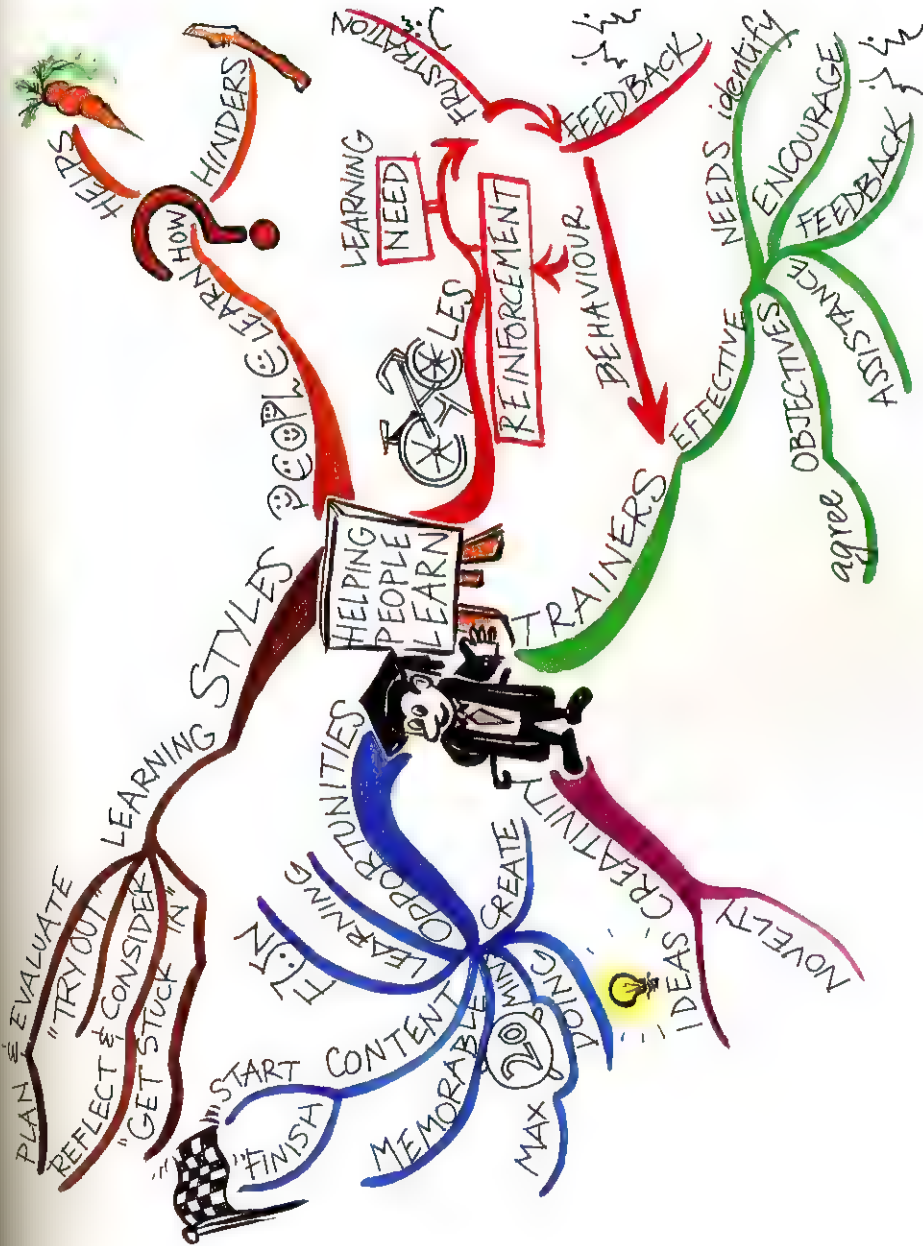 HELPING
PEOPLE
LEARN
PeOPLe LEARN HOW
HELPS
HINDERS
LES
LEARNING
NEED
REINFORCEMENT
FRUSTRATION
FEEDBACK
BEHAVIOUR
TRAINERS
EFFECTIVE
NEEDS identify
ENCOURAGE
FEEDBACK
ASSISTANCE
OBJECTIVES
agree
CREATIVITY
NOVELTY
IDEAS
OPPORTUNITIES
CREATE
DOING
20 MIN
MAX
MEMORABLE
CONTENT
START
FINISH
FUN
LEARNING
LEARNING STYLES
PLAN & EVALUATE
"TRY OUT"
REFLECT & CONSIDER
"GET STUCK IN"